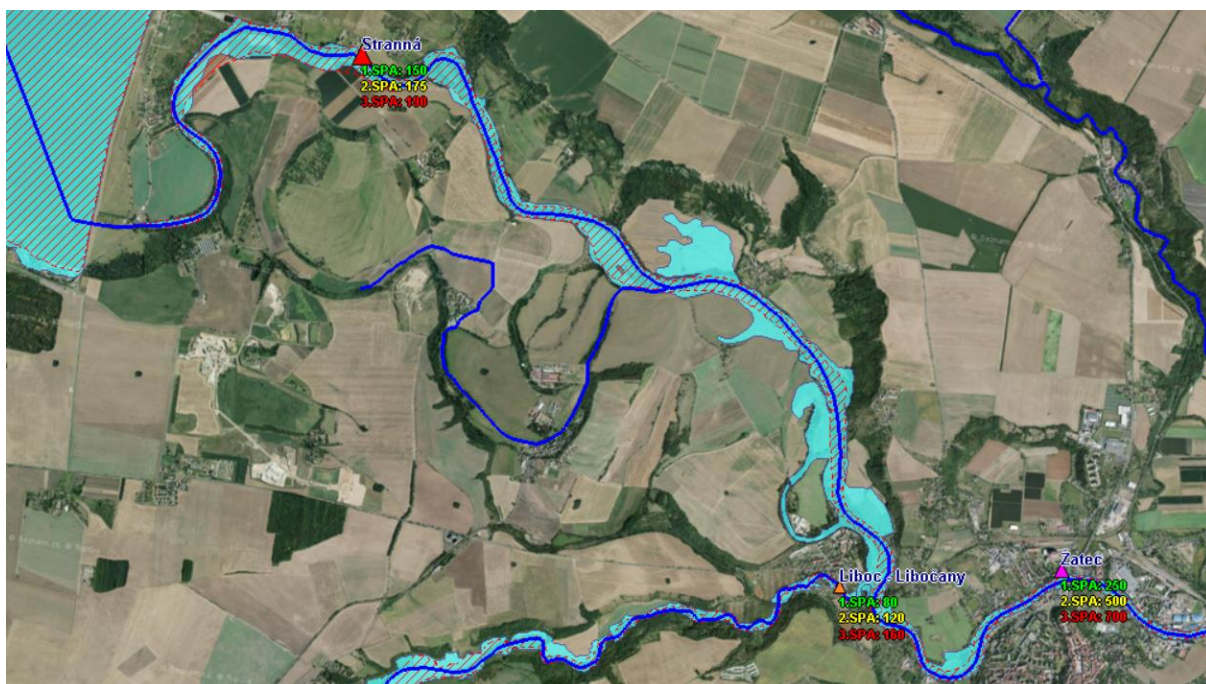 Stranná
1.SPA: 150
2.SPA: 175
3.SPA: 190
Liboc - Libočany
1.SPA: 80
2.SPA: 120
3.SPA: 160
Žatec
1.SPA: 250
2.SPA: 500
3.SPA: 700